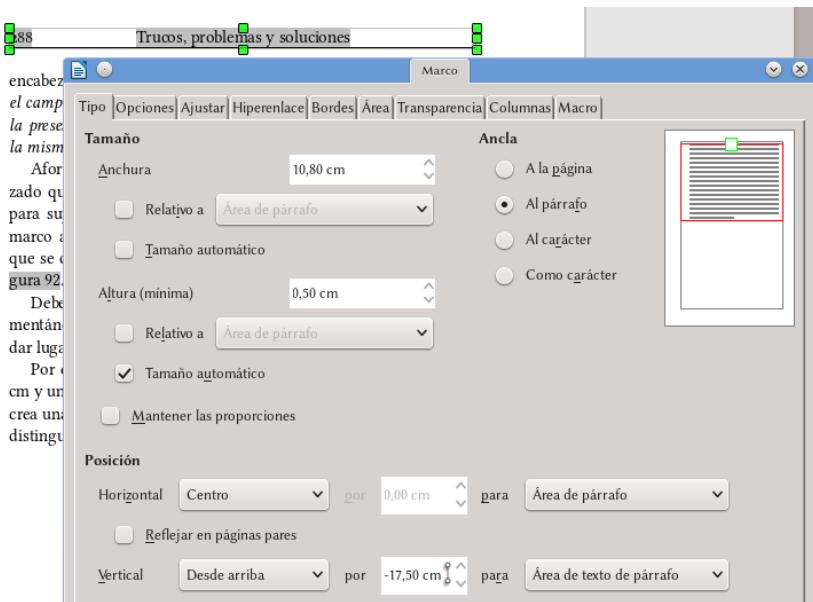 288 Trucos, problemas y soluciones
Marco
encabez
el camp
la prese
la mism
Afor
zado qu
para su
marco a
que se
gura 92.
Debe
mentán
dar luga
Por
cm y un
crea una
distingu
Tipo Opciones Ajustar Hiperenlace Bordes Área Transparencia Columnas Macro
Tamaño
Anchura 10,80 cm
Relativo a Área de párrafo
Tamaño automático
Altura (mínima) 0,50 cm
Relativo a Área de párrafo
Tamaño automático
Mantener las proporciones
Ancla
A la página
Al párrafo
Al carácter
Como carácter
Posición
Horizontal Centro por 0,00 cm para Área de párrafo
Reflejar en páginas pares
Vertical Desde arriba por -17,50 cm para Área de texto de párrafo